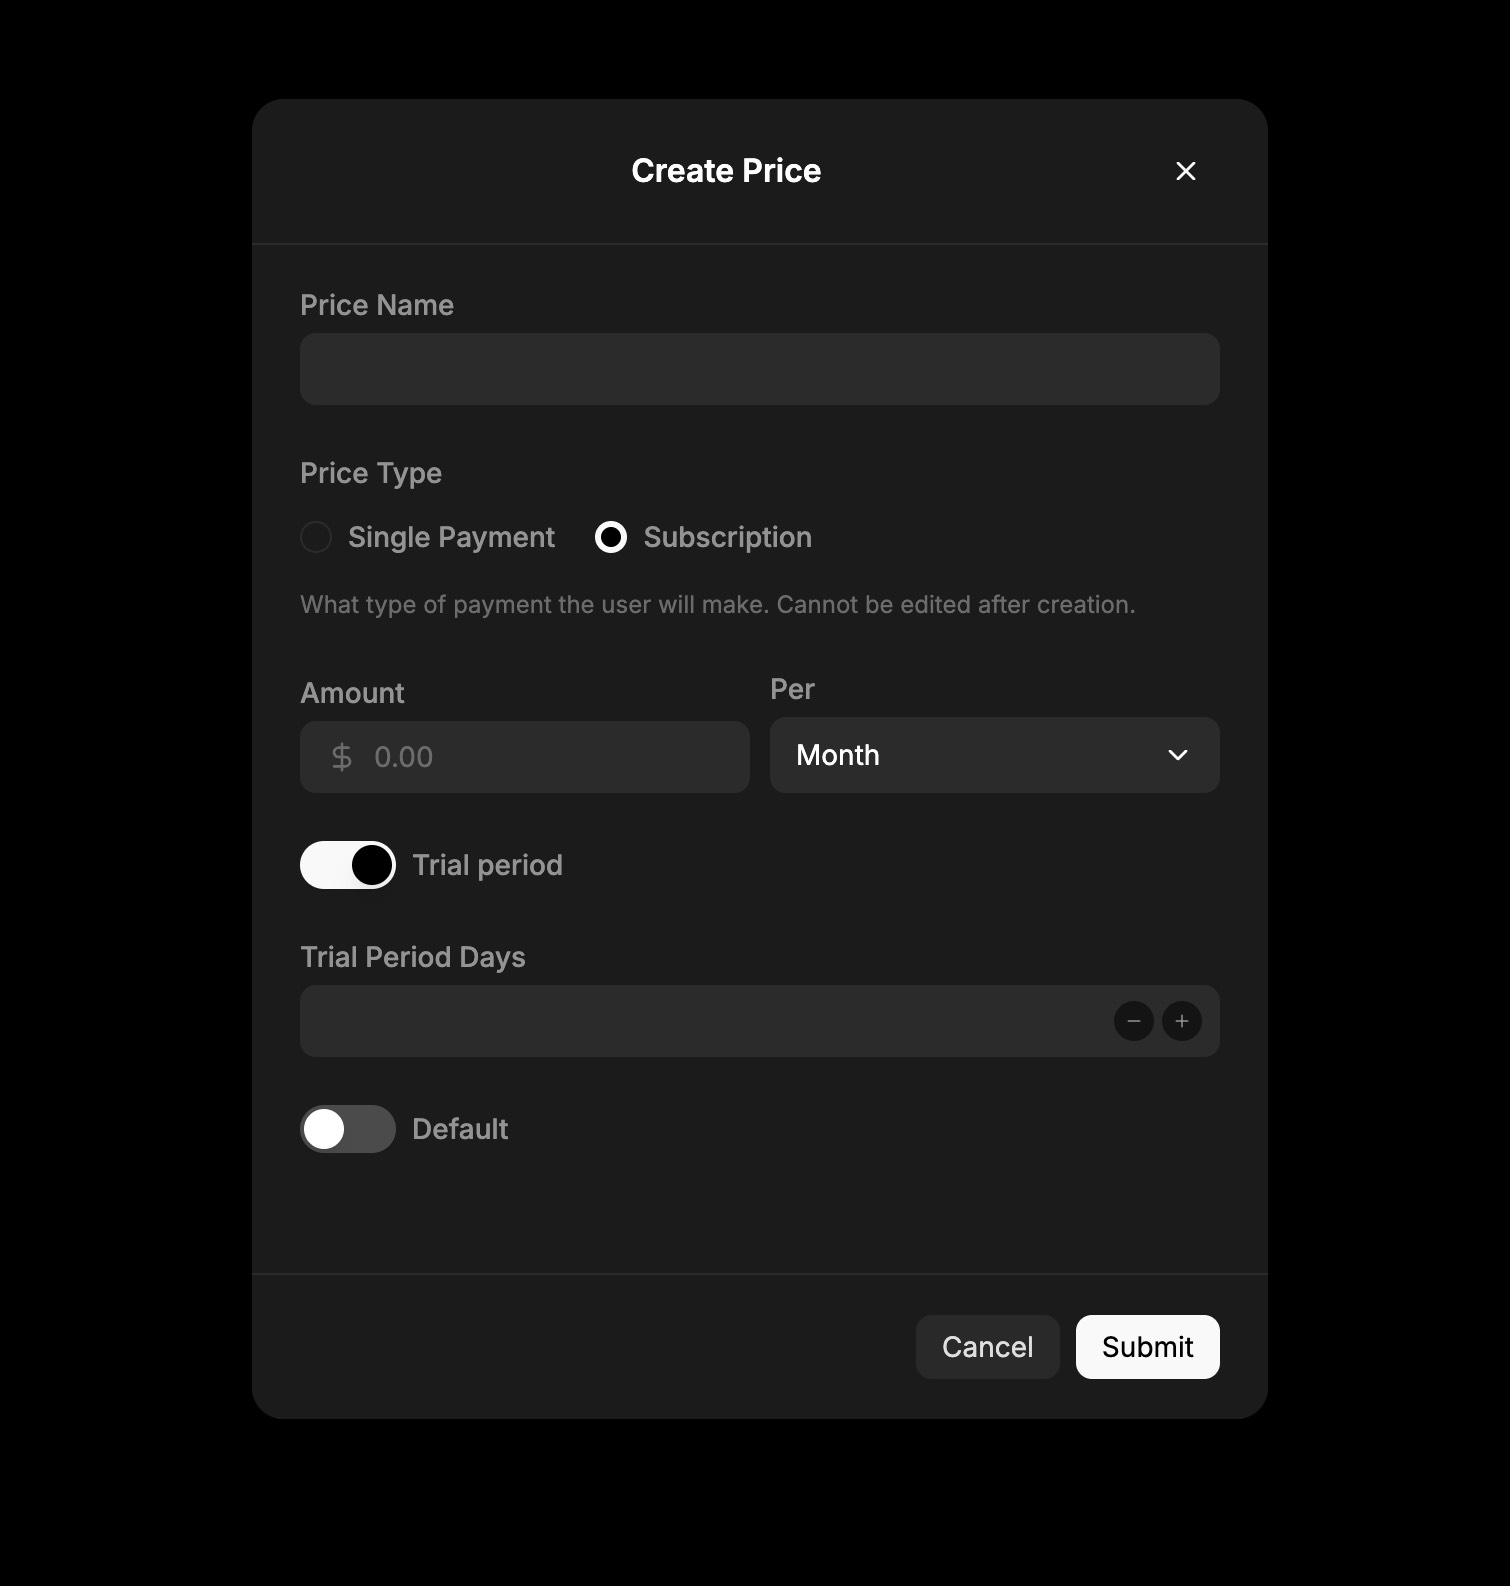 Create Price
Price Name
Price Type
Single Payment Subscription
What type of payment the user will make. Cannot be edited after creation.
Amount Per
$ 0.00 Month
Trial period
Trial Period Days
Default
Cancel Submit